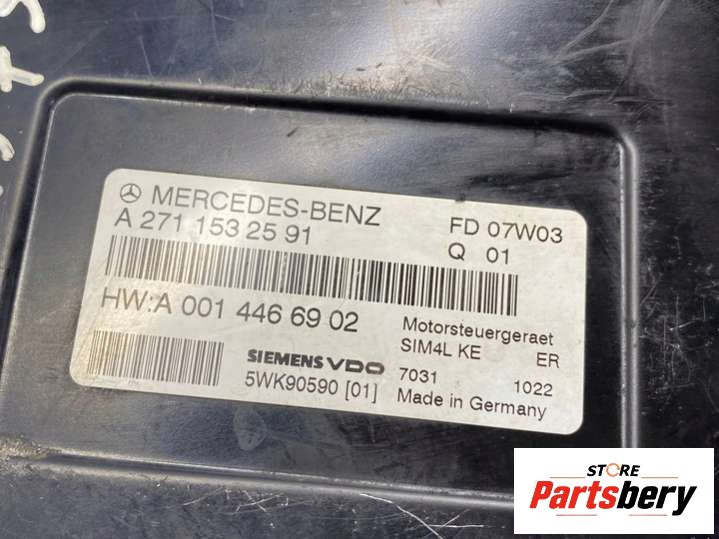 MERCEDES-BENZ
A 271 153 25 91
FD 07W03
Q 01
HW:A 001 446 69 02
Motorsteuergeraet
SIM4L KE ER
SIEMENS VDO
7031 1022
5WK90590 [01]
Made in Germany
STORE
Partsbery